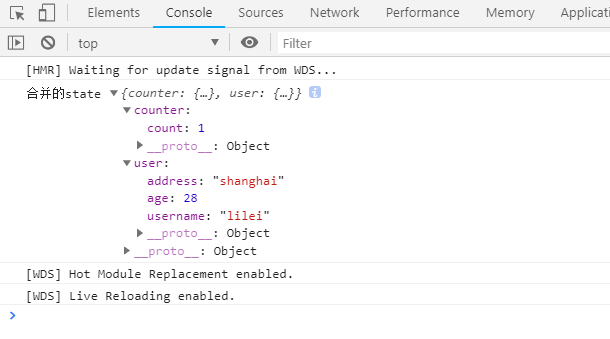 Elements Console Sources Network Performance Memory Applicati
top Filter
[HMR] Waiting for update signal from WDS...
合并的state {counter: {…}, user: {…}} i
counter:
count: 1
__proto__: Object
user:
address: "shanghai"
age: 28
username: "lilei"
__proto__: Object
__proto__: Object
[WDS] Hot Module Replacement enabled.
[WDS] Live Reloading enabled.
>